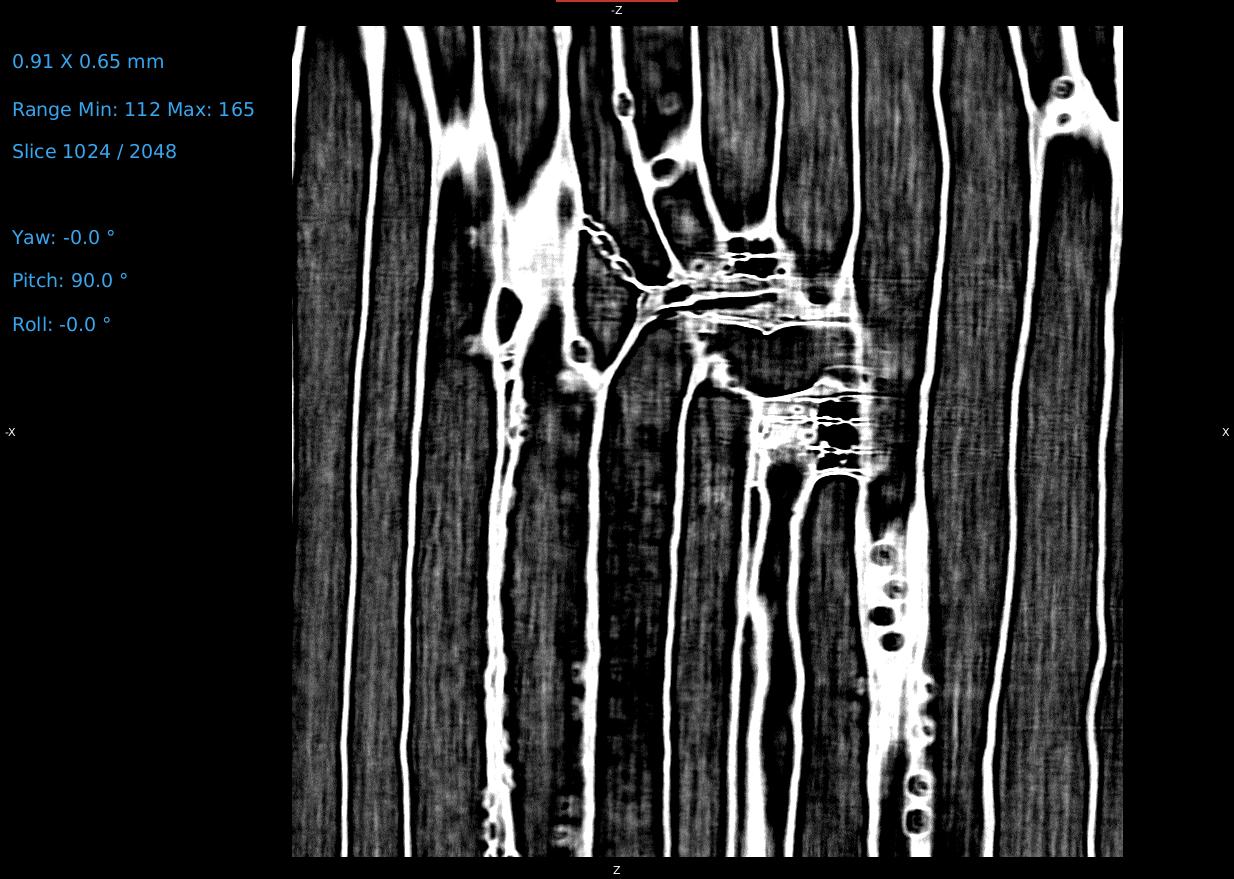 -Z
0.91 X 0.65 mm
Range Min: 112 Max: 165
Slice 1024 / 2048
Yaw: -0.0 °
Pitch: 90.0 °
Roll: -0.0 °
-X
X
Z